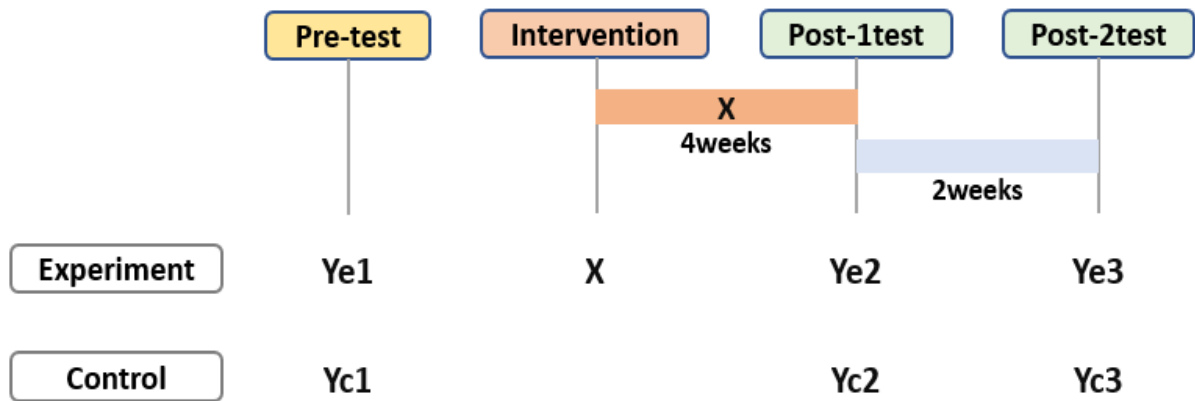 Pre-test Intervention Post-1test Post-2test
X
4weeks
2weeks
Experiment Ye1 X Ye2 Ye3
Control Yc1 Yc2 Yc3